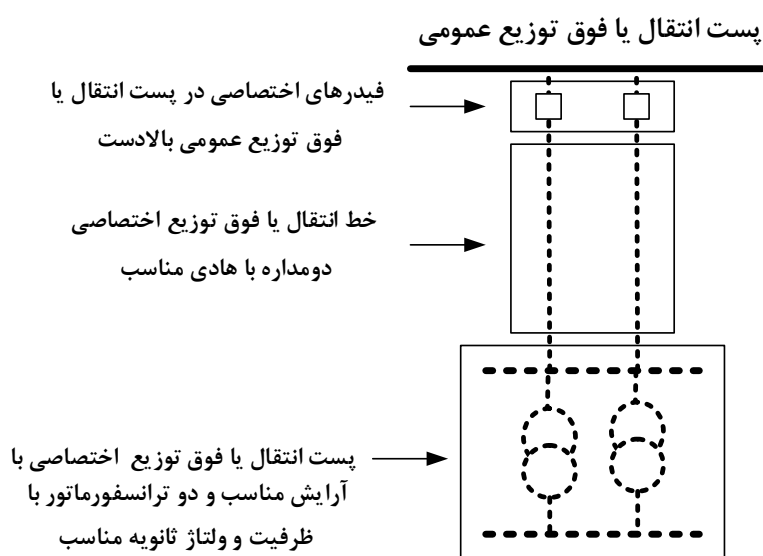 پست انتقال یا فوق توزیع عمومی
فیدرهای اختصاصی در پست انتقال یا
فوق توزیع عمومی بالادست
خط انتقال یا فوق توزیع اختصاصی
دومداره با هادی مناسب
پست انتقال یا فوق توزیع اختصاصی با
آرایش مناسب و دو ترانسفورماتور با
ظرفیت و ولتاژ ثانویه مناسب